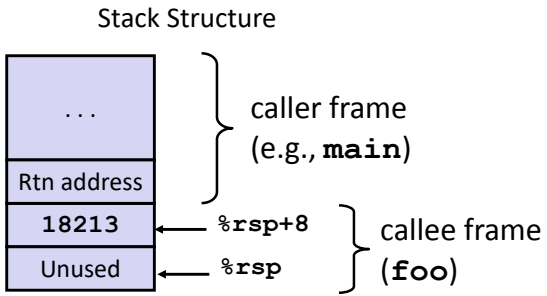 Stack Structure
. . .
caller frame
(e.g., main)
Rtn address
18213
%rsp+8
callee frame
(foo)
Unused
%rsp